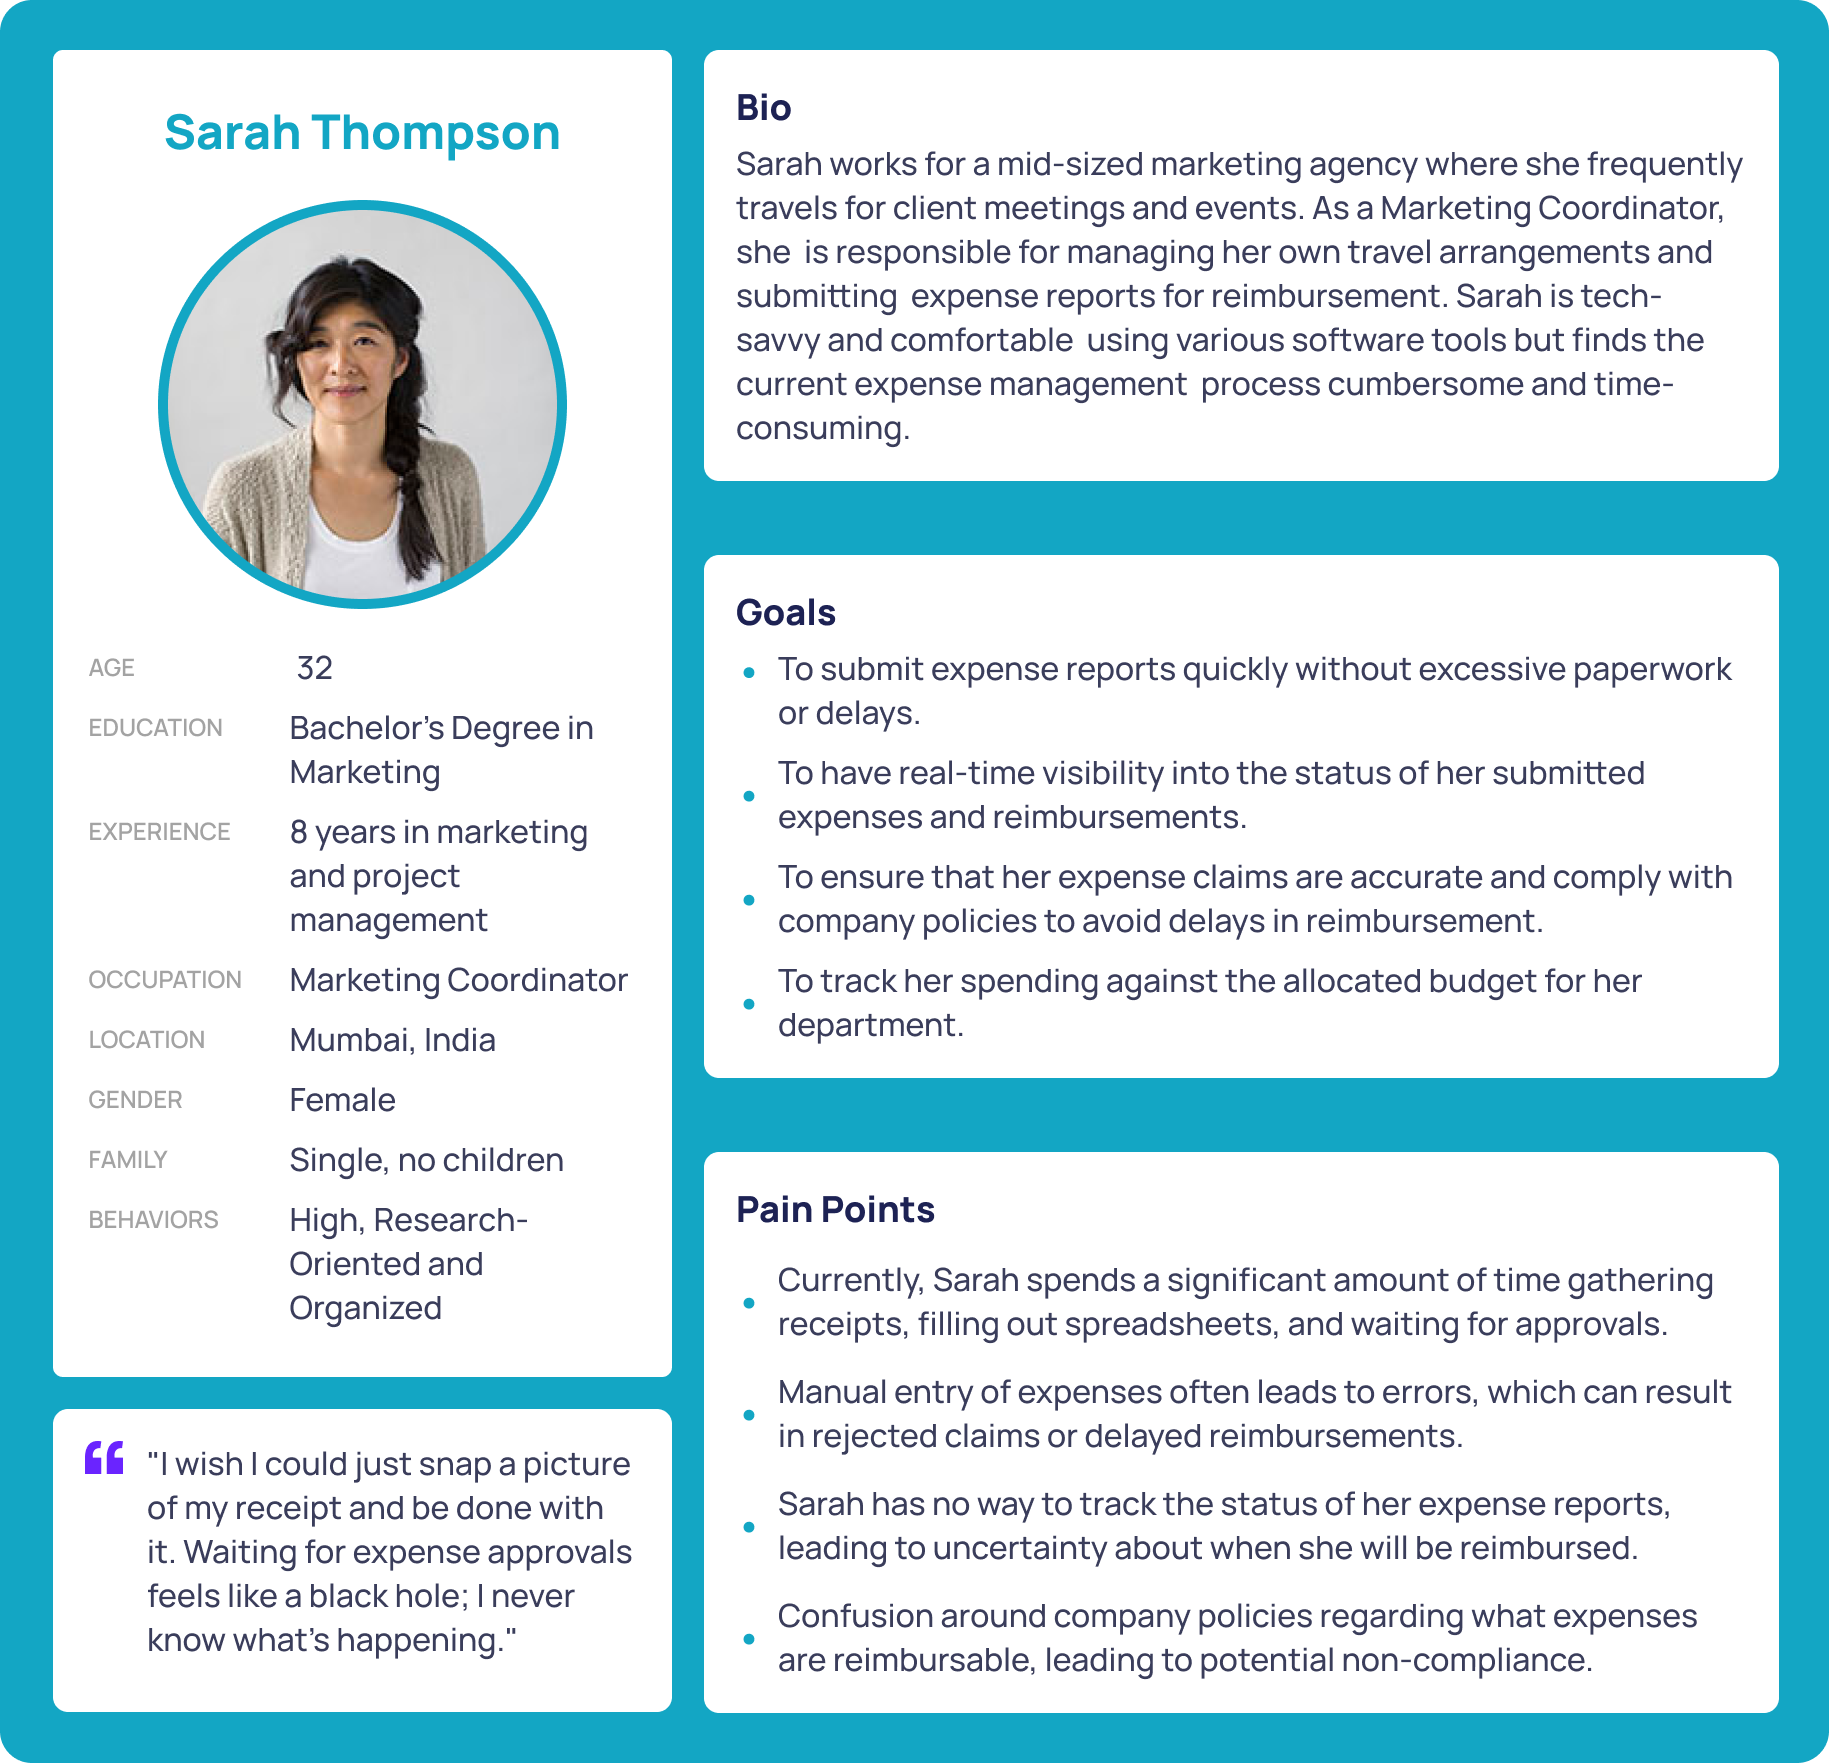 Sarah Thompson
AGE 32
EDUCATION Bachelor's Degree in
Marketing
EXPERIENCE 8 years in marketing
and project
management
OCCUPATION Marketing Coordinator
LOCATION Mumbai, India
GENDER Female
FAMILY Single, no children
BEHAVIORS High, Research-
Oriented and
Organized
"I wish I could just snap a picture
of my receipt and be done with
it. Waiting for expense approvals
feels like a black hole; I never
know what's happening."
Bio
Sarah works for a mid-sized marketing agency where she frequently
travels for client meetings and events. As a Marketing Coordinator,
she is responsible for managing her own travel arrangements and
submitting expense reports for reimbursement. Sarah is tech-
savvy and comfortable using various software tools but finds the
current expense management process cumbersome and time-
consuming.
Goals
• To submit expense reports quickly without excessive paperwork
or delays.
• To have real-time visibility into the status of her submitted
expenses and reimbursements.
• To ensure that her expense claims are accurate and comply with
company policies to avoid delays in reimbursement.
• To track her spending against the allocated budget for her
department.
Pain Points
• Currently, Sarah spends a significant amount of time gathering
receipts, filling out spreadsheets, and waiting for approvals.
• Manual entry of expenses often leads to errors, which can result
in rejected claims or delayed reimbursements.
• Sarah has no way to track the status of her expense reports,
leading to uncertainty about when she will be reimbursed.
• Confusion around company policies regarding what expenses
are reimbursable, leading to potential non-compliance.